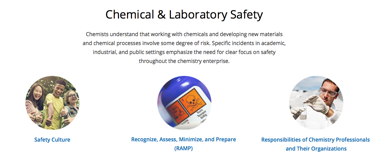 Chemical & Laboratory Safety
Chemists understand that working with chemicals and developing new materials
and chemical processes involve some degree of risk. Specific incidents in academic,
industrial, and public settings emphasize the need for clear focus on safety
throughout the chemistry enterprise.
Safety Culture
Recognize, Assess, Minimize, and Prepare
(RAMP)
Responsibilities of Chemistry Professionals
and Their Organizations